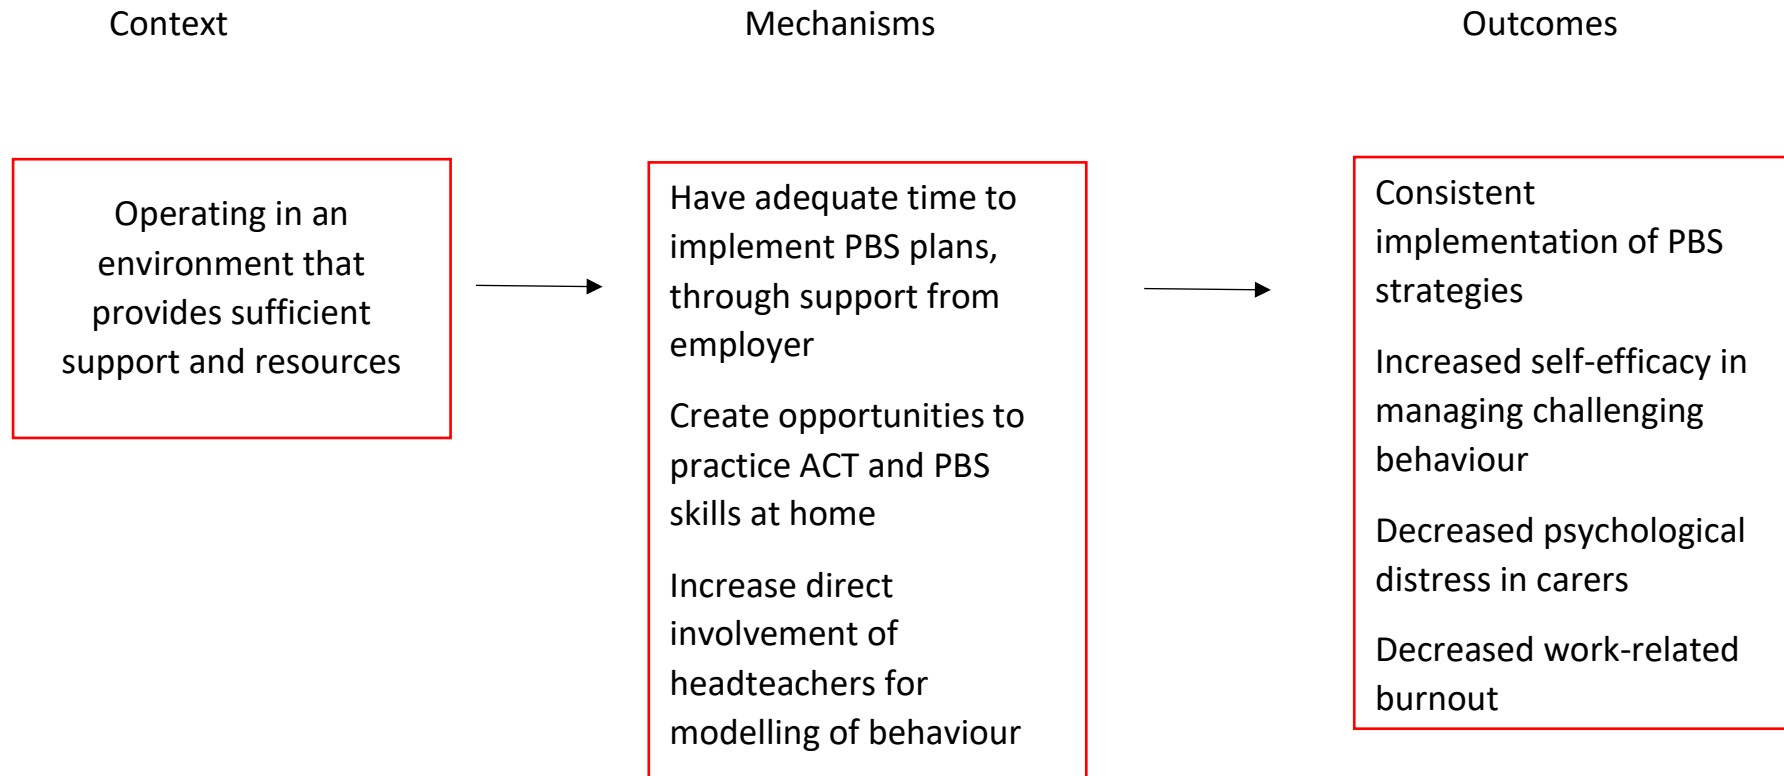 Context
Mechanisms
Outcomes
Operating in an
environment that
provides sufficient
support and resources
Have adequate time to
implement PBS plans,
through support from
employer
Create opportunities to
practice ACT and PBS
skills at home
Increase direct
involvement of
headteachers for
modelling of behaviour
Consistent
implementation of PBS
strategies
Increased self-efficacy in
managing challenging
behaviour
Decreased psychological
distress in carers
Decreased work-related
burnout